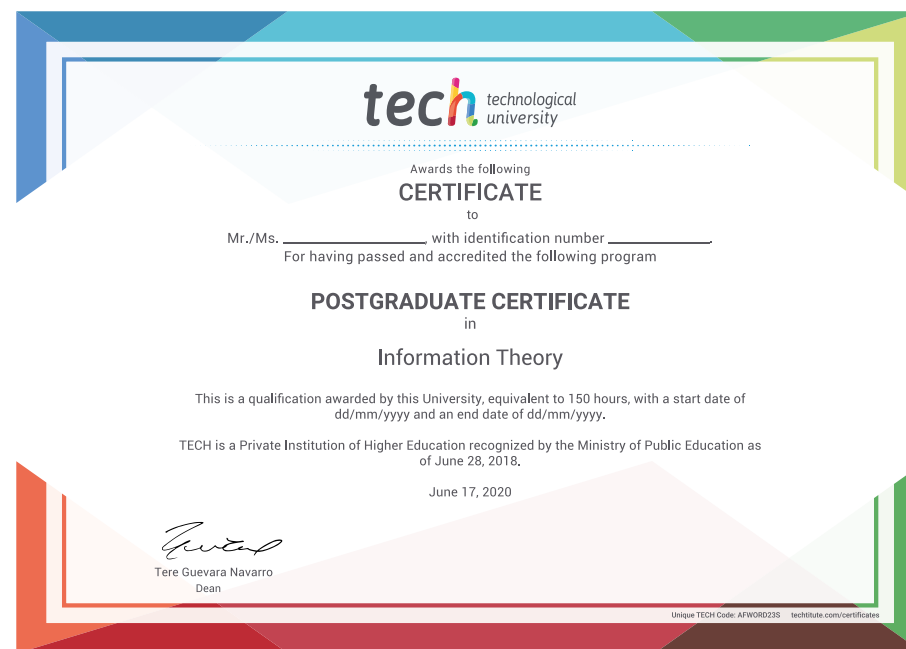 tech technological
university
Awards the following
CERTIFICATE
to
Mr./Ms. ____________________, with identification number ______________.
For having passed and accredited the following program
POSTGRADUATE CERTIFICATE
in
Information Theory
This is a qualification awarded by this University, equivalent to 150 hours, with a start date of
dd/mm/yyyy and an end date of dd/mm/yyyy.
TECH is a Private Institution of Higher Education recognized by the Ministry of Public Education as
of June 28, 2018.
June 17, 2020
Tere Guevara Navarro
Dean
Unique TECH Code: AFWORD23S techtitute.com/certificates